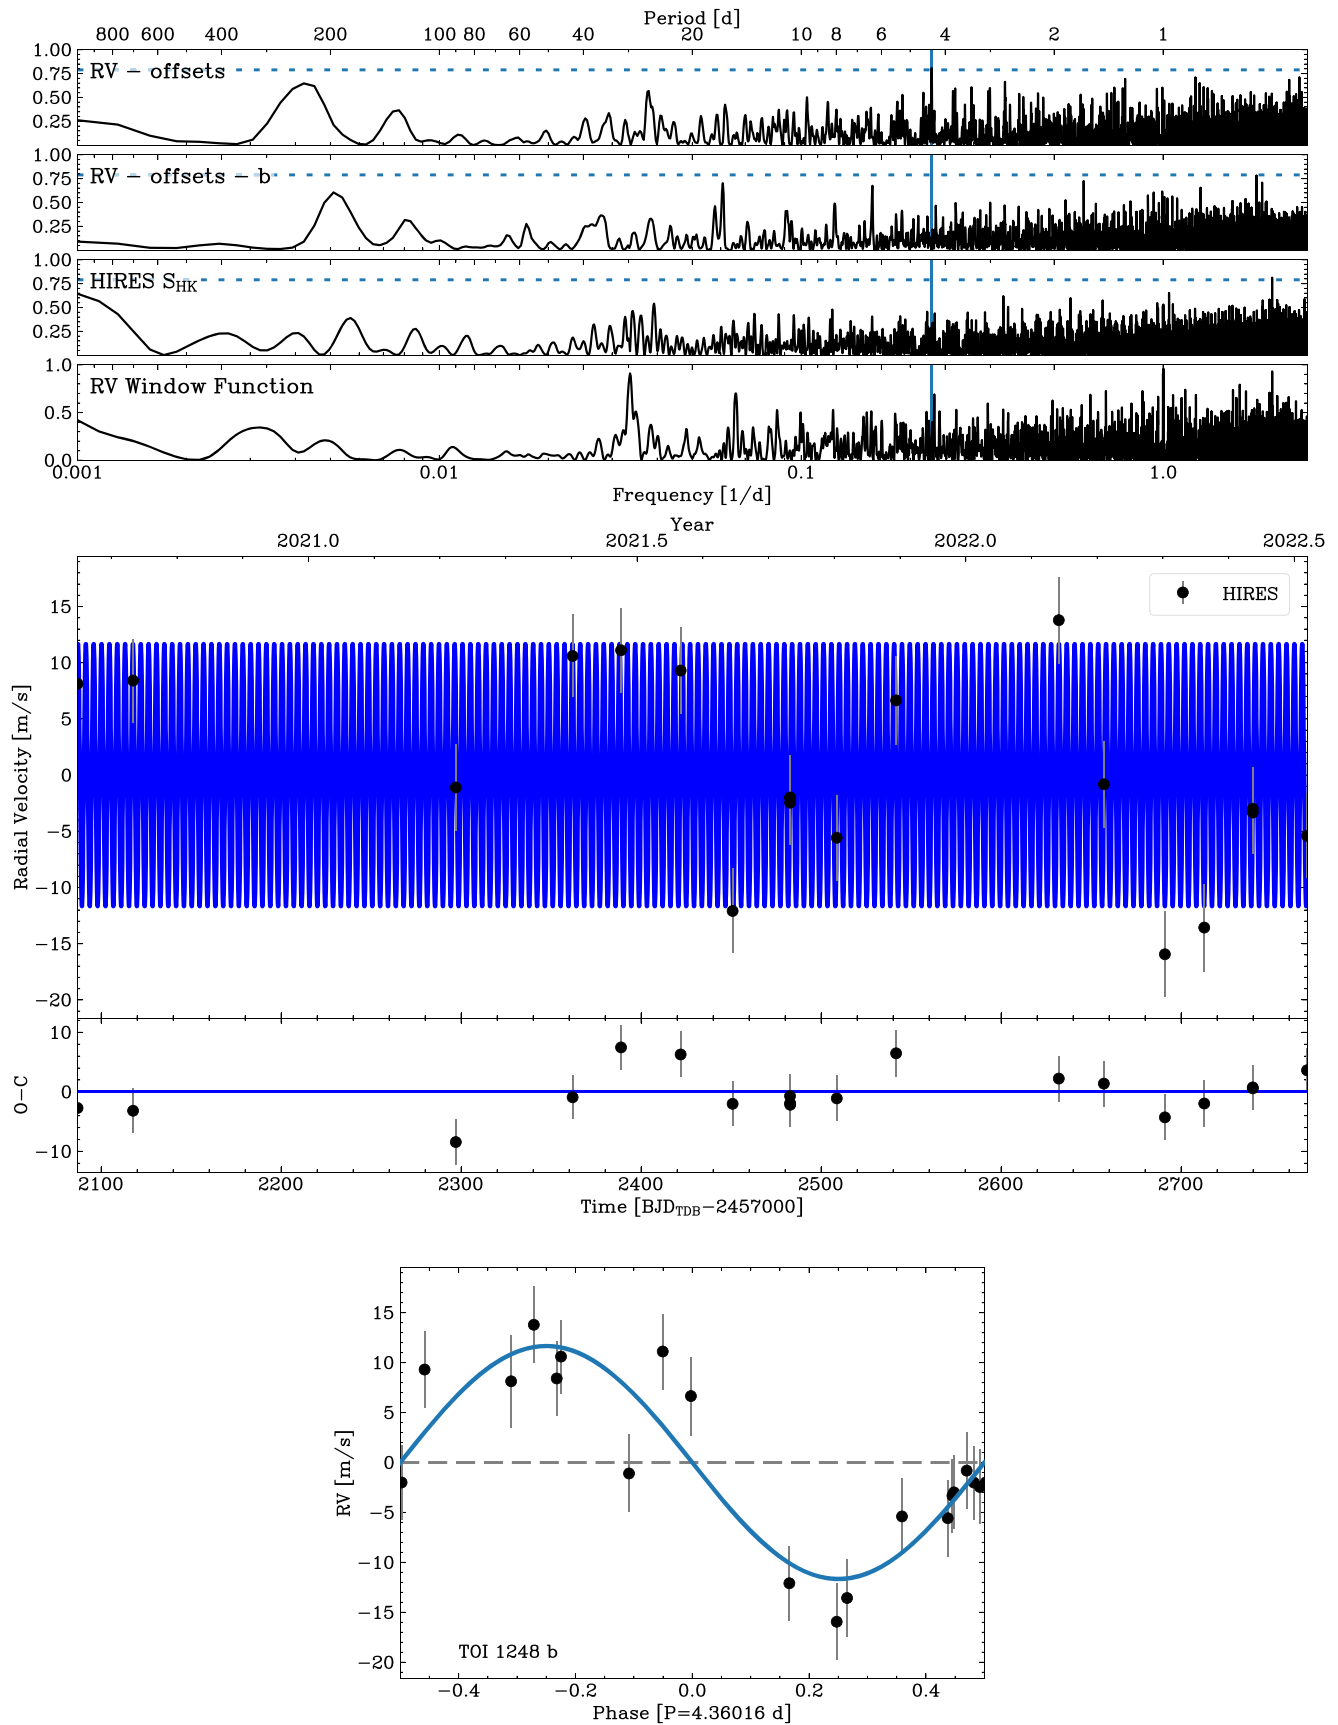 Period [d]
800 600 400 200 100 80 60 40 20 10 8 6 4 2 1
1.00
RV − offsets
0.75
0.50
0.25
1.00
RV − offsets − b
0.75
0.50
0.25
1.00
HIRES S_HK
0.75
0.50
0.25
1.0
RV Window Function
0.5
0.0
0.001 0.01 0.1 1.0
Frequency [1/d]
Year
2021.0 2021.5 2022.0 2022.5
HIRES
15
10
5
0
−5
−10
−15
−20
Radial Velocity [m/s]
10
0
−10
O−C
2100 2200 2300 2400 2500 2600 2700
Time [BJD_TDB−2457000]
15
10
5
0
−5
−10
−15
−20
RV [m/s]
TOI 1248 b
−0.4 −0.2 0.0 0.2 0.4
Phase [P=4.36016 d]